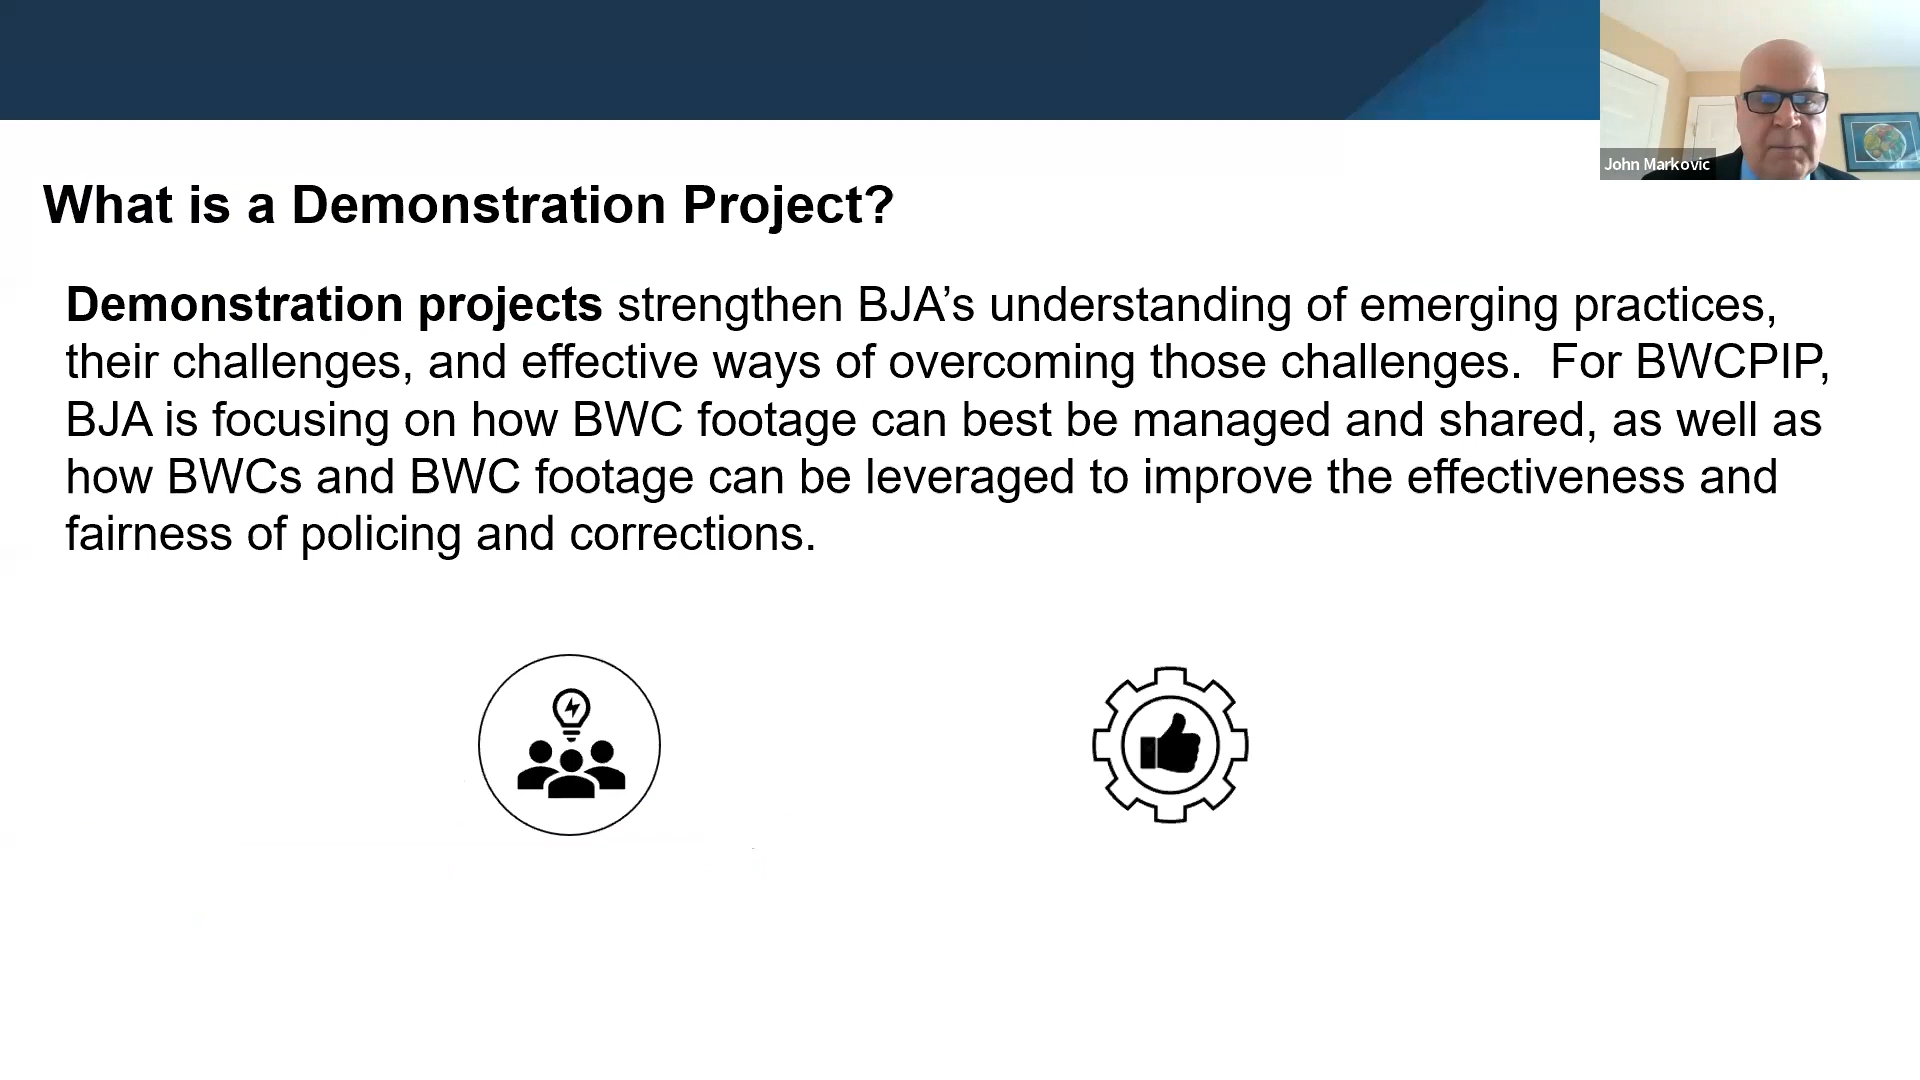 John Markovic
What is a Demonstration Project?
Demonstration projects strengthen BJA’s understanding of emerging practices,
their challenges, and effective ways of overcoming those challenges.  For BWCPIP,
BJA is focusing on how BWC footage can best be managed and shared, as well as
how BWCs and BWC footage can be leveraged to improve the effectiveness and
fairness of policing and corrections.